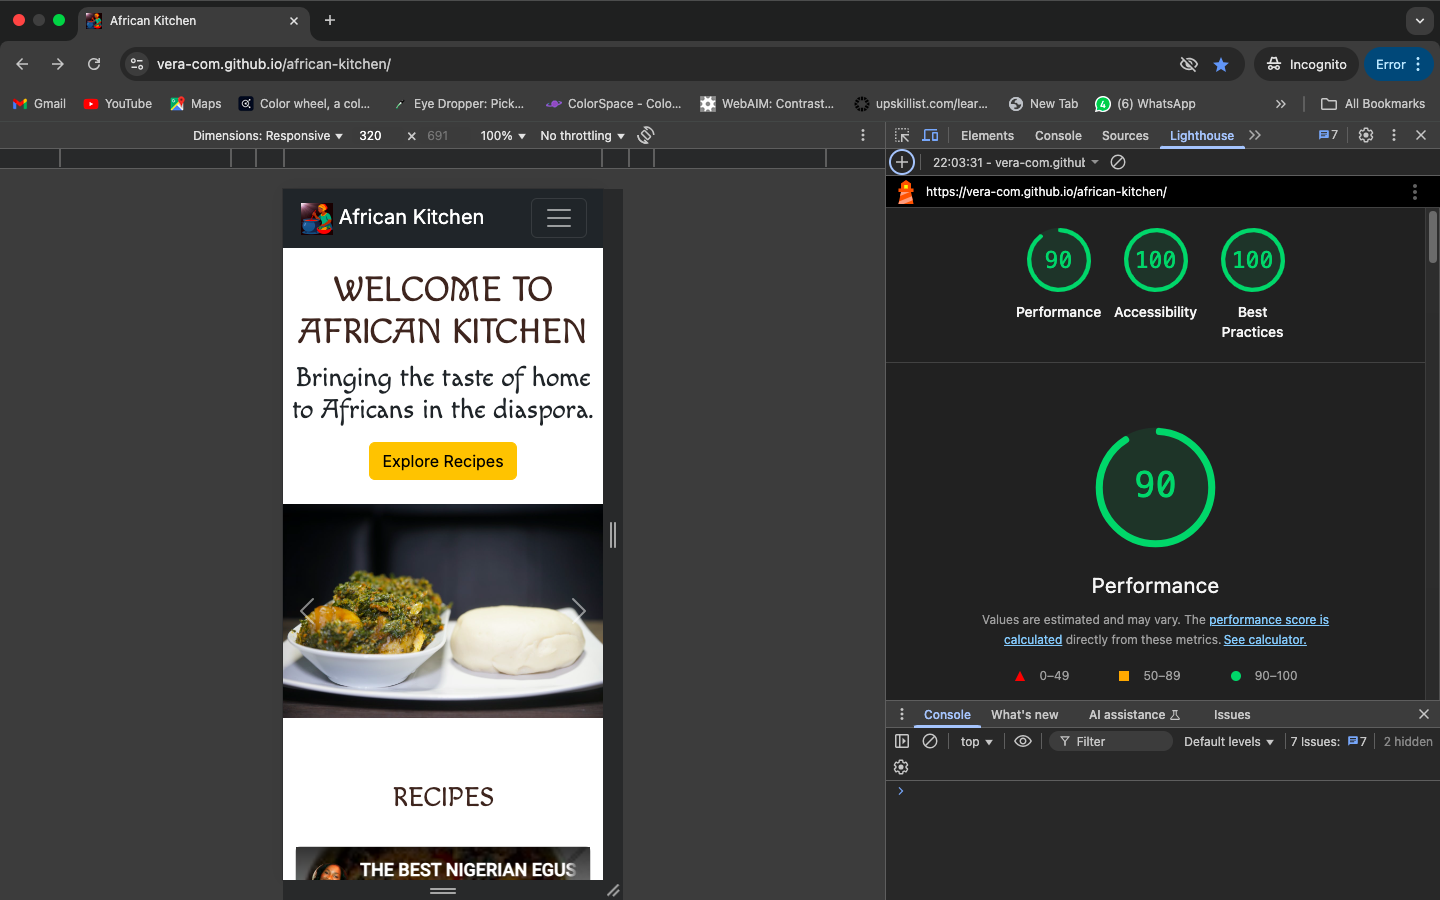 African Kitchen
vera-com.github.io/african-kitchen/
Incognito
Error
Gmail
YouTube
Maps
Color wheel, a col...
Eye Dropper: Pick...
ColorSpace - Colo...
WebAIM: Contrast...
upskillist.com/lear...
New Tab
(6) WhatsApp
All Bookmarks
Dimensions: Responsive
320
×
691
100%
No throttling
Elements
Console
Sources
Lighthouse
7
22:03:31 - vera-com.githul
https://vera-com.github.io/african-kitchen/
African Kitchen
WELCOME TO
AFRICAN KITCHEN
Bringing the taste of home
to Africans in the diaspora.
Explore Recipes
RECIPES
THE BEST NIGERIAN EGUS
90
100
100
Performance
Accessibility
Best
Practices
90
Performance
Values are estimated and may vary. The performance score is
calculated directly from these metrics. See calculator.
0–49
50–89
90–100
Console
What's new
AI assistance
Issues
top
Filter
Default levels
7 Issues:
7
2 hidden